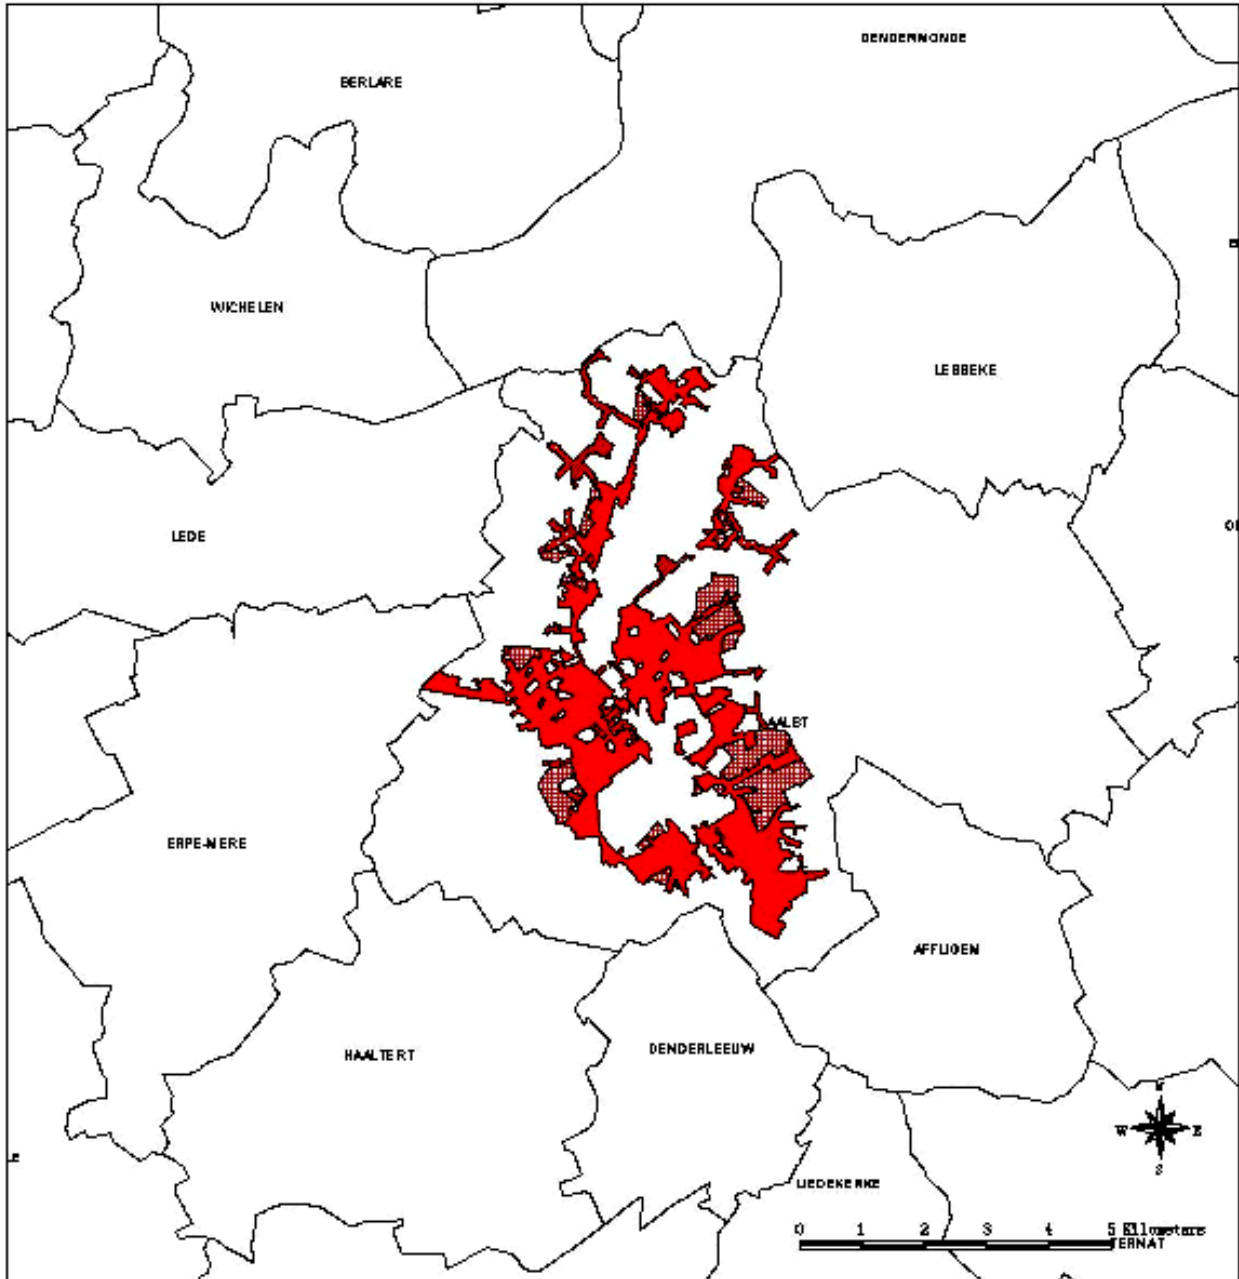 DENDERMONDE
BERLARE
WICHELEN
LEBBEKE
LEDE
AALST
ERPE-MERE
AFFLIGEM
HAALTERT
DENDERLEEUW
N
W E
S
LIEDEKERKE
0 1 2 3 4 5 Kilometers
TERNAT